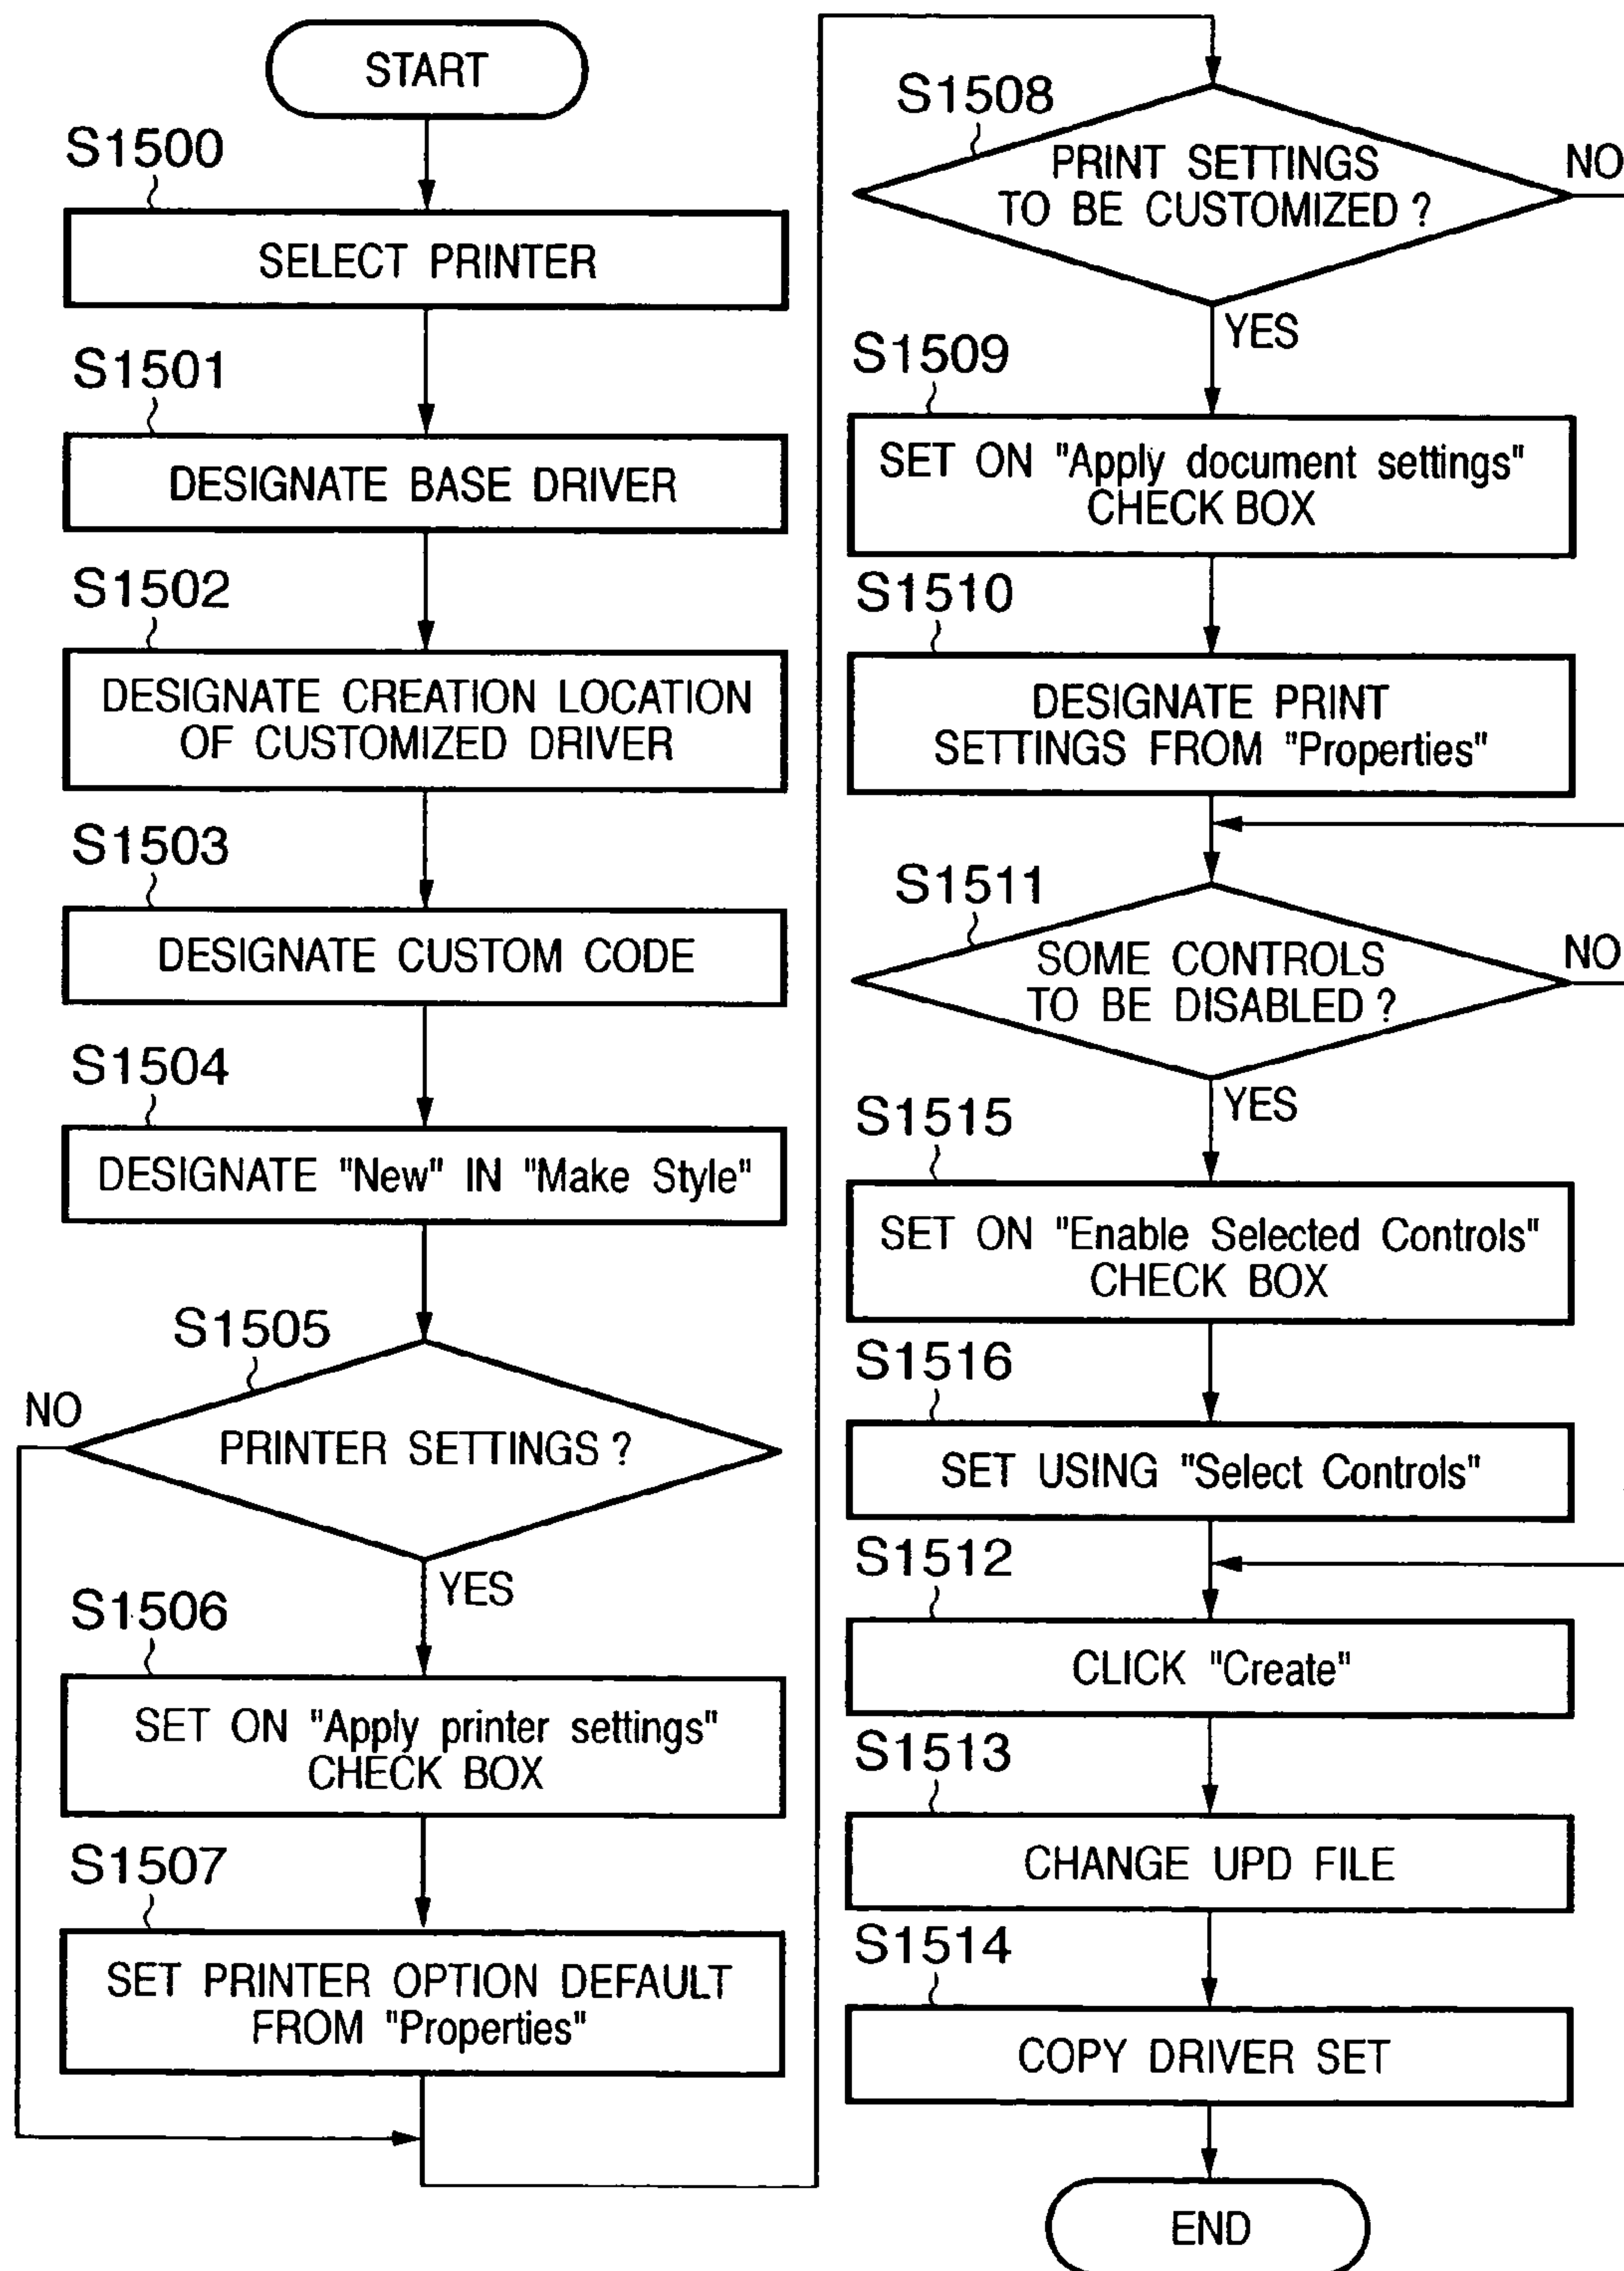 START
S1500
SELECT PRINTER
S1501
DESIGNATE BASE DRIVER
S1502
DESIGNATE CREATION LOCATION
OF CUSTOMIZED DRIVER
S1503
DESIGNATE CUSTOM CODE
S1504
DESIGNATE "New" IN "Make Style"
S1505
NO
PRINTER SETTINGS ?
YES
S1506
SET ON "Apply printer settings"
CHECK BOX
S1507
SET PRINTER OPTION DEFAULT
FROM "Properties"
S1508
PRINT SETTINGS
TO BE CUSTOMIZED ?
NO
YES
S1509
SET ON "Apply document settings"
CHECK BOX
S1510
DESIGNATE PRINT
SETTINGS FROM "Properties"
S1511
SOME CONTROLS
TO BE DISABLED ?
NO
YES
S1515
SET ON "Enable Selected Controls"
CHECK BOX
S1516
SET USING "Select Controls"
S1512
CLICK "Create"
S1513
CHANGE UPD FILE
S1514
COPY DRIVER SET
END